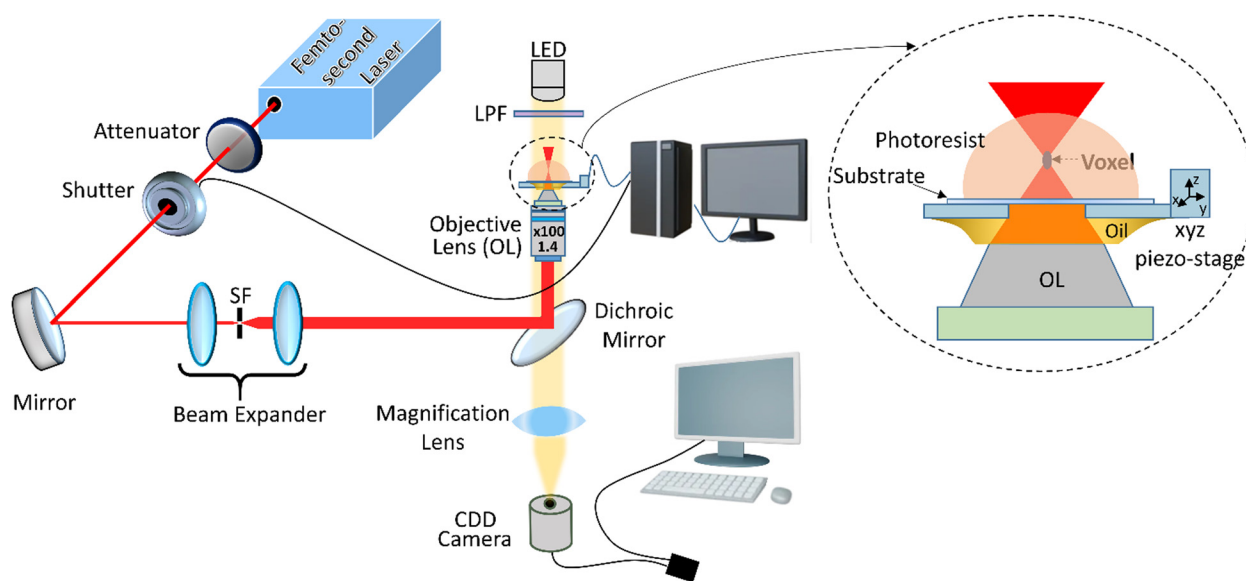 Femto-
second
Laser
Attenuator
Shutter
Mirror
SF
Beam Expander
LED
LPF
Objective
Lens (OL)
x100
1.4
Dichroic
Mirror
Magnification
Lens
CDD
Camera
Photoresist
Voxel
Substrate
z
x
y
xyz
piezo-stage
Oil
OL